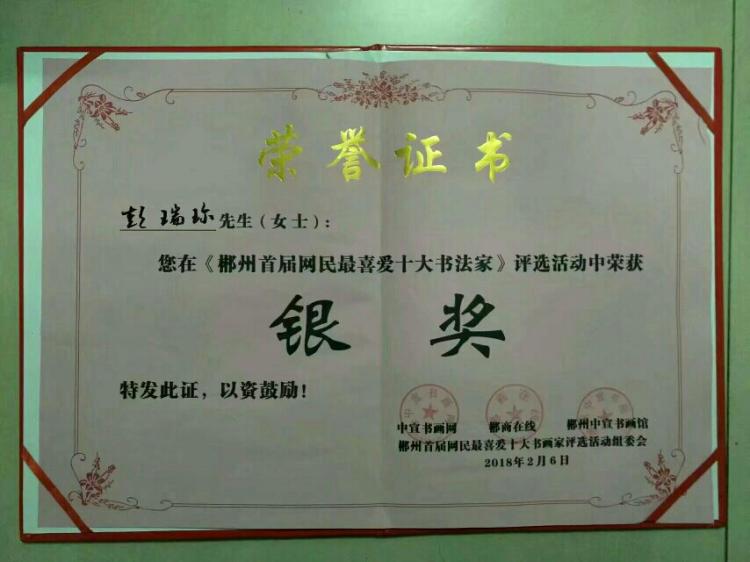 荣誉证书
彭瑞珍先生（女士）：
您在《郴州首届网民最喜爱十大书法家》评选活动中荣获
银奖
特发此证，以资鼓励！
中宣书画网 郴商在线 郴州中宣书画馆
郴州首届网民最喜爱十大书画家评选活动组委会
2018年2月6日